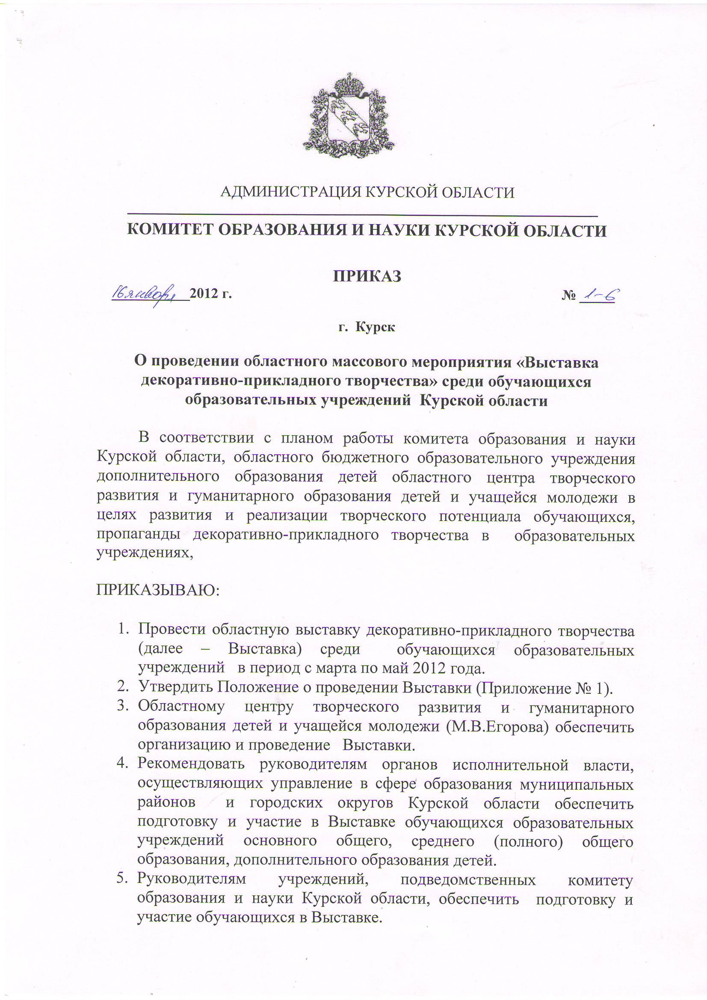 АДМИНИСТРАЦИЯ КУРСКОЙ ОБЛАСТИ
КОМИТЕТ ОБРАЗОВАНИЯ И НАУКИ КУРСКОЙ ОБЛАСТИ
ПРИКАЗ
16 января 2012 г. № 1-6
г. Курск
О проведении областного массового мероприятия «Выставка
декоративно-прикладного творчества» среди обучающихся
образовательных учреждений Курской области
В соответствии с планом работы комитета образования и науки
Курской области, областного бюджетного образовательного учреждения
дополнительного образования детей областного центра творческого
развития и гуманитарного образования детей и учащейся молодежи в
целях развития и реализации творческого потенциала обучающихся,
пропаганды декоративно-прикладного творчества в образовательных
учреждениях,
ПРИКАЗЫВАЮ:
1. Провести областную выставку декоративно-прикладного творчества
(далее – Выставка) среди обучающихся образовательных
учреждений в период с марта по май 2012 года.
2. Утвердить Положение о проведении Выставки (Приложение № 1).
3. Областному центру творческого развития и гуманитарного
образования детей и учащейся молодежи (М.В.Егорова) обеспечить
организацию и проведение Выставки.
4. Рекомендовать руководителям органов исполнительной власти,
осуществляющих управление в сфере образования муниципальных
районов и городских округов Курской области обеспечить
подготовку и участие в Выставке обучающихся образовательных
учреждений основного общего, среднего (полного) общего
образования, дополнительного образования детей.
5. Руководителям учреждений, подведомственных комитету
образования и науки Курской области, обеспечить подготовку и
участие обучающихся в Выставке.